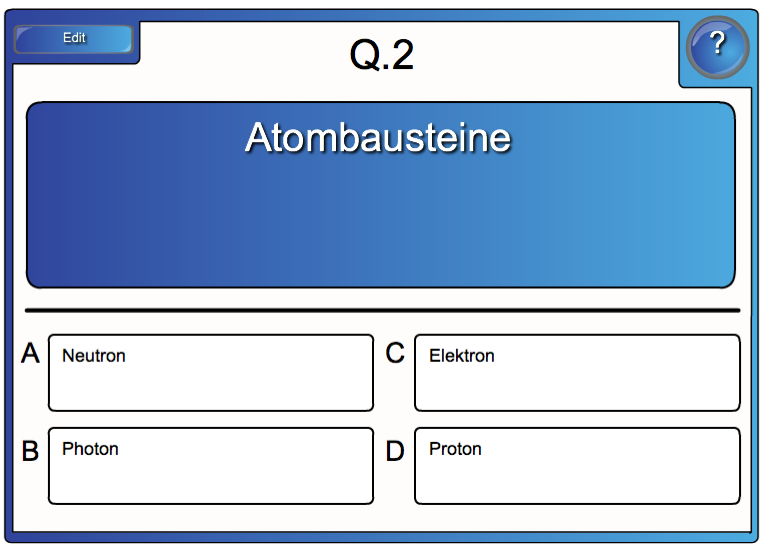 Edit
Q.2
?
Atombausteine
A Neutron
C Elektron
B Photon
D Proton